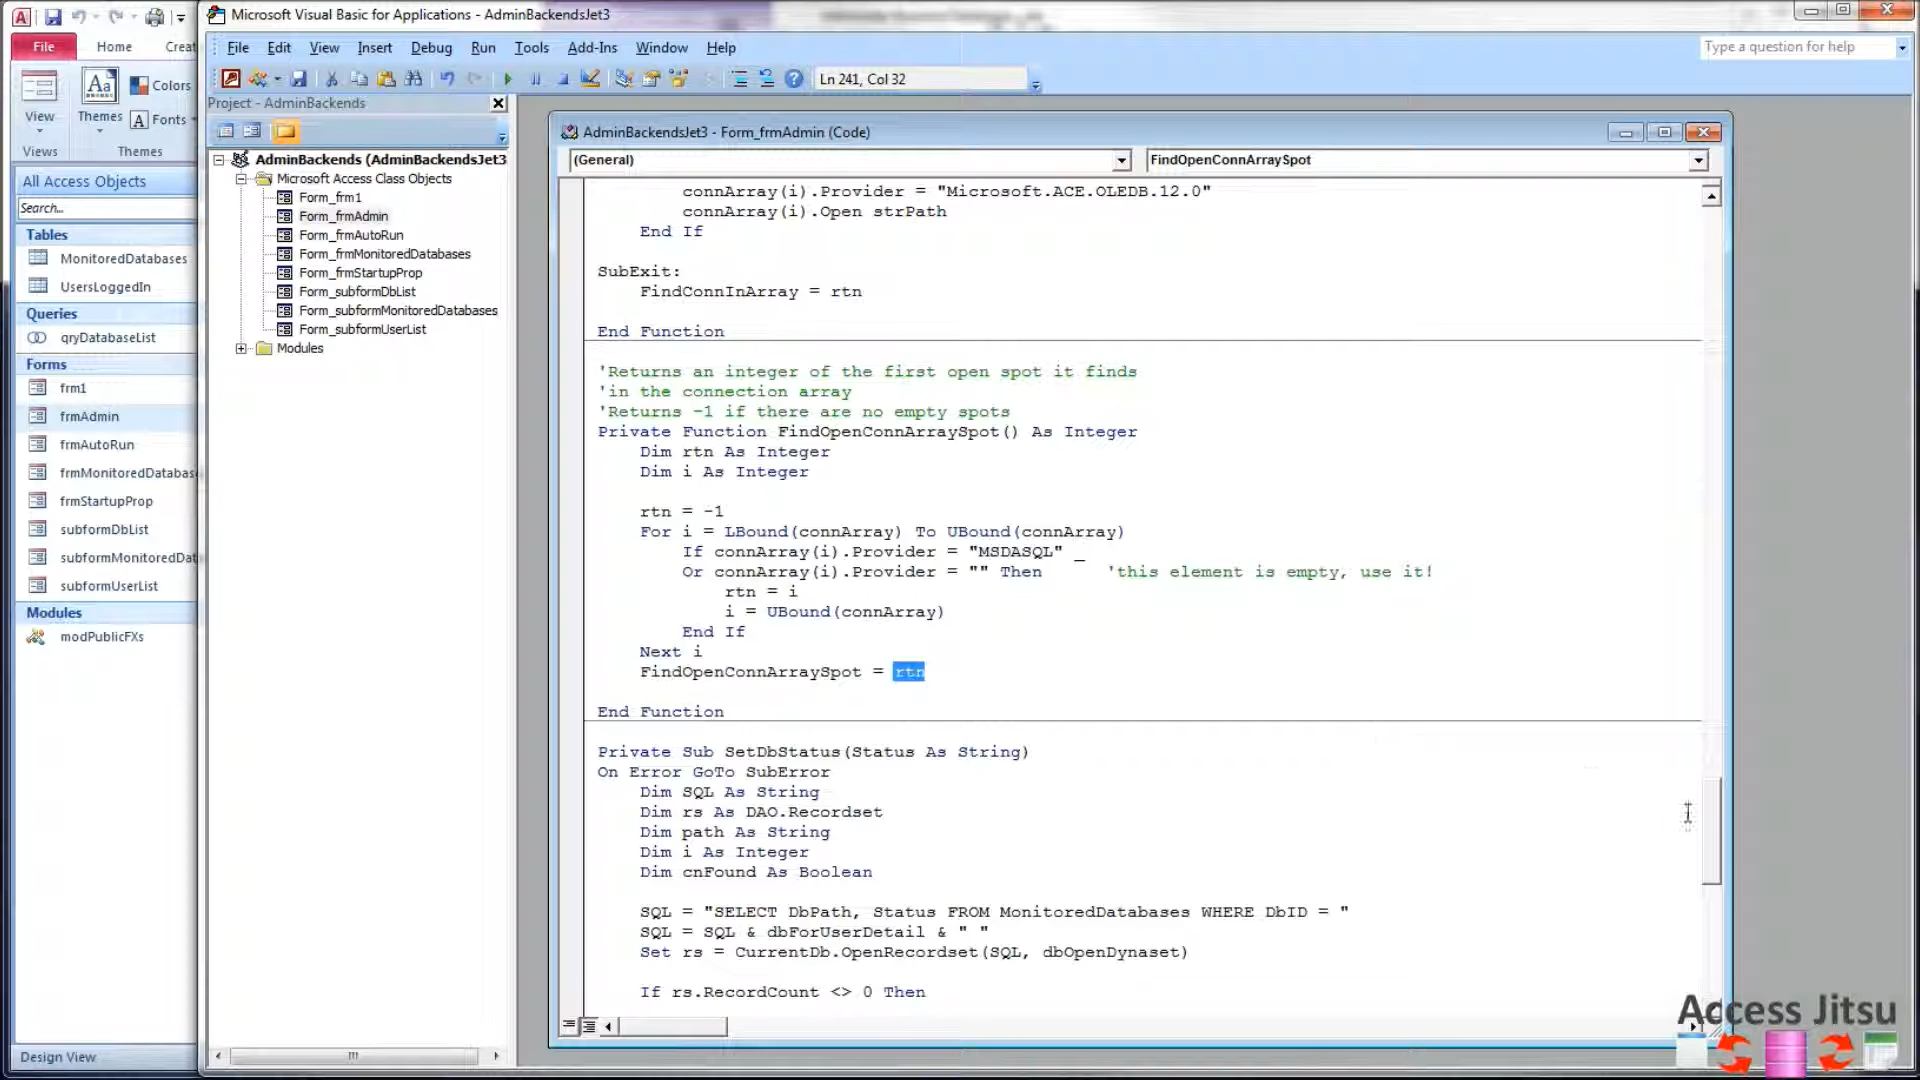 Microsoft Visual Basic for Applications - AdminBackendsJet3
File Home Creat
File Edit View Insert Debug Run Tools Add-Ins Window Help
Type a question for help
Ln 241, Col 32
View
Themes
Colors
Fonts
Views
Themes
Project - AdminBackends
AdminBackends (AdminBackendsJet3
Microsoft Access Class Objects
Form_frm1
Form_frmAdmin
Form_frmAutoRun
Form_frmMonitoredDatabases
Form_frmStartupProp
Form_subformDbList
Form_subformMonitoredDatabases
Form_subformUserList
Modules
All Access Objects
Search...
Tables
MonitoredDatabases
UsersLoggedIn
Queries
qryDatabaseList
Forms
frm1
frmAdmin
frmAutoRun
frmMonitoredDatabas
frmStartupProp
subformDbList
subformMonitoredDat
subformUserList
Modules
modPublicFXs
Design View
AdminBackendsJet3 - Form_frmAdmin (Code)
(General)
FindOpenConnArraySpot
connArray(i).Provider = "Microsoft.ACE.OLEDB.12.0"
connArray(i).Open strPath
End If
SubExit:
FindConnInArray = rtn
End Function
'Returns an integer of the first open spot it finds
'in the connection array
'Returns -1 if there are no empty spots
Private Function FindOpenConnArraySpot() As Integer
Dim rtn As Integer
Dim i As Integer
rtn = -1
For i = LBound(connArray) To UBound(connArray)
If connArray(i).Provider = "MSDASQL" _
Or connArray(i).Provider = "" Then 'this element is empty, use it!
rtn = i
i = UBound(connArray)
End If
Next i
FindOpenConnArraySpot = rtn
End Function
Private Sub SetDbStatus(Status As String)
On Error GoTo SubError
Dim SQL As String
Dim rs As DAO.Recordset
Dim path As String
Dim i As Integer
Dim cnFound As Boolean
SQL = "SELECT DbPath, Status FROM MonitoredDatabases WHERE DbID = "
SQL = SQL & dbForUserDetail & " "
Set rs = CurrentDb.OpenRecordset(SQL, dbOpenDynaset)
If rs.RecordCount <> 0 Then
Access Jitsu